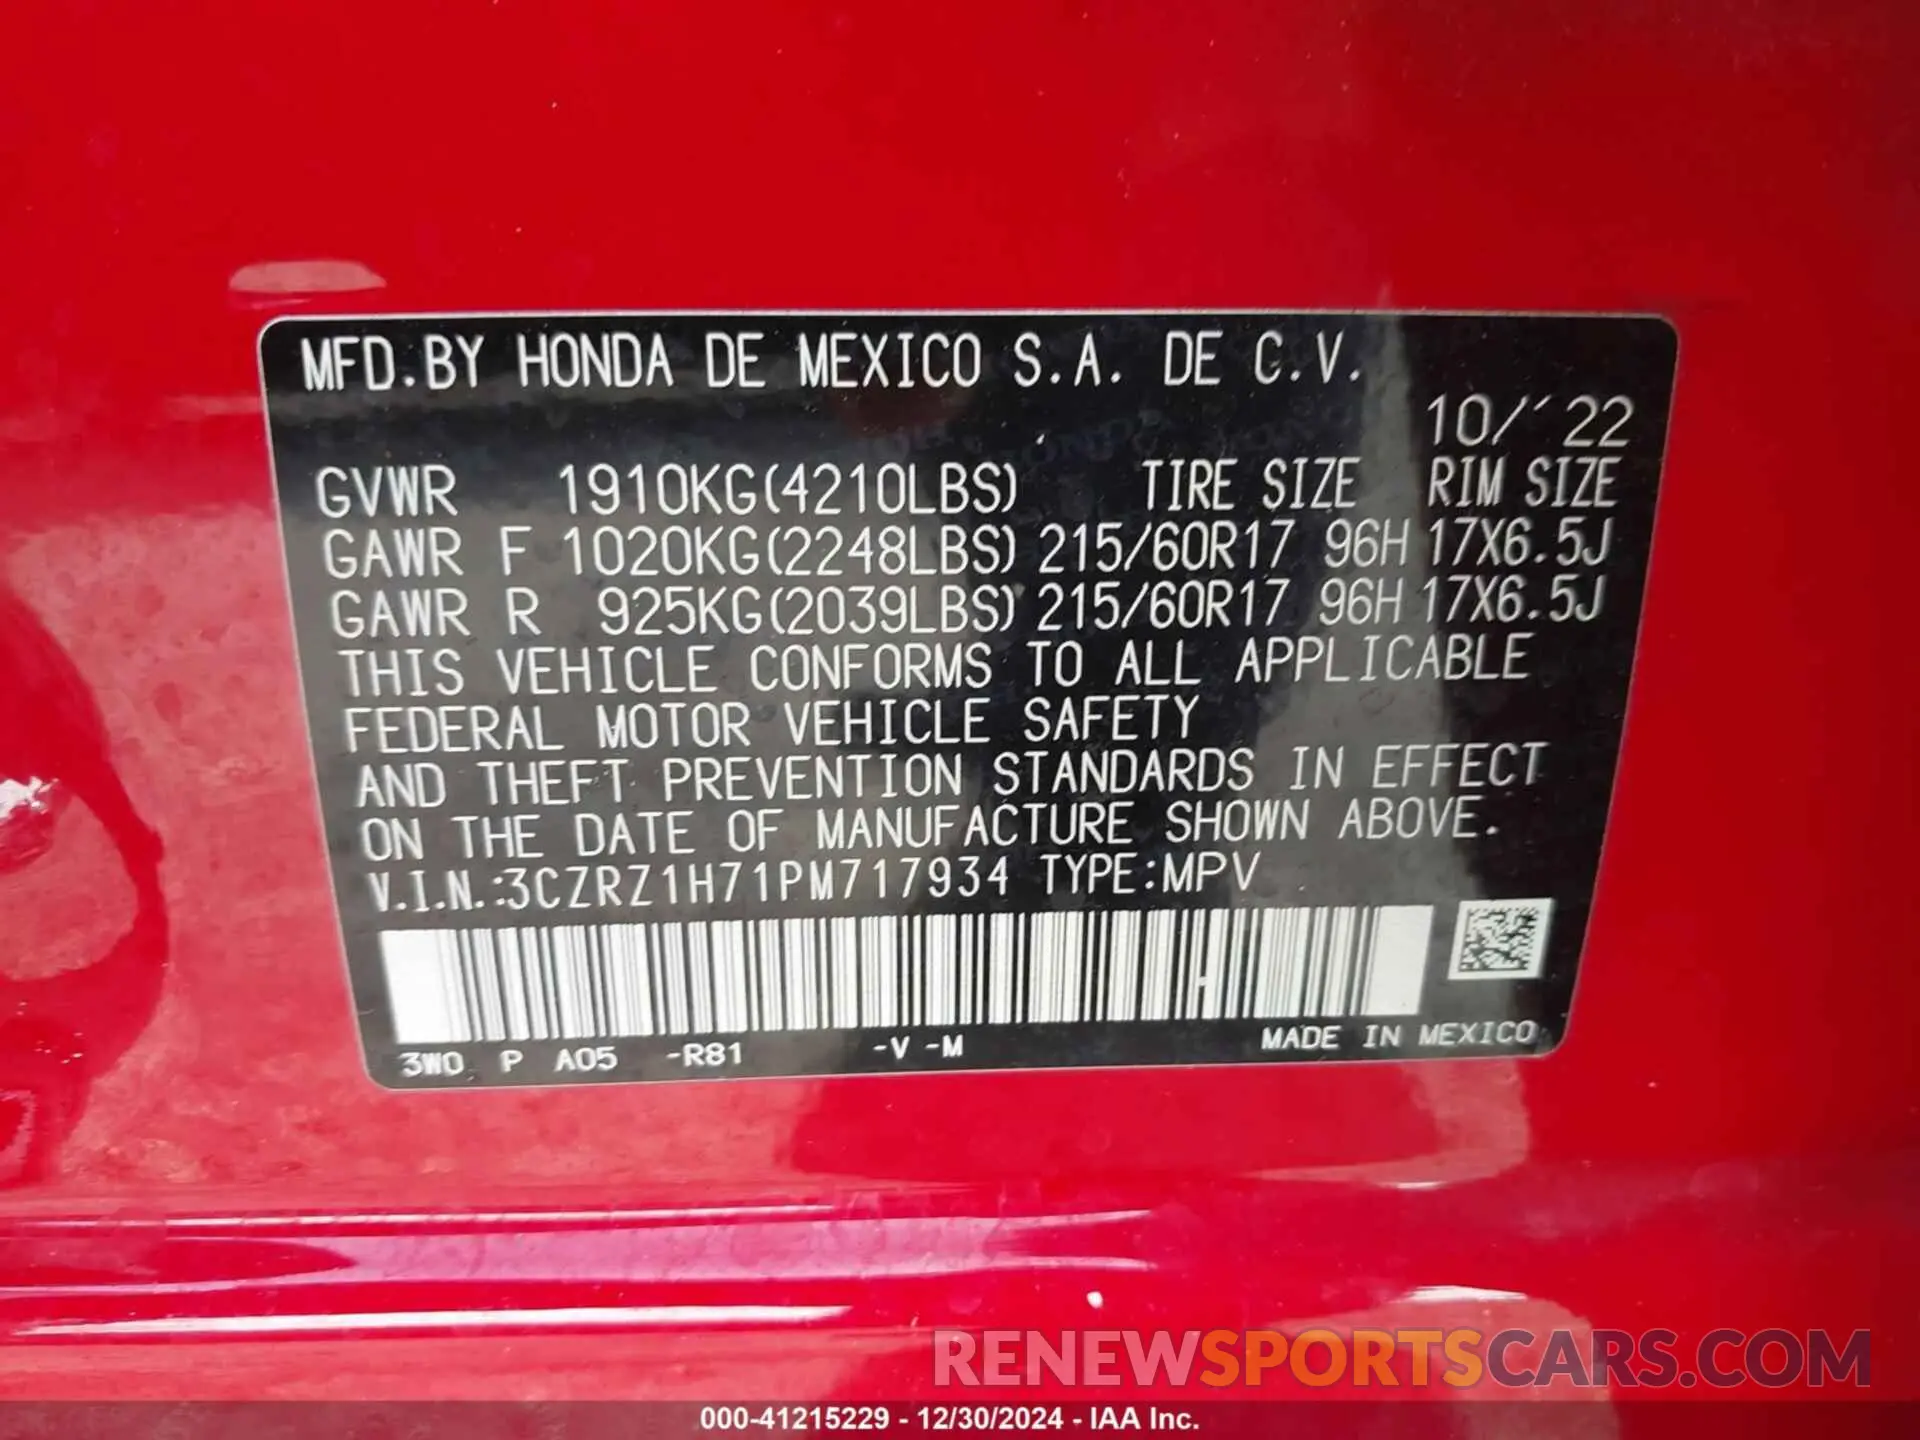 MFD.BY HONDA DE MEXICO S.A. DE C.V.
10/'22
GVWR 1910KG(4210LBS) TIRE SIZE RIM SIZE
GAWR F 1020KG(2248LBS) 215/60R17 96H 17X6.5J
GAWR R 925KG(2039LBS) 215/60R17 96H 17X6.5J
THIS VEHICLE CONFORMS TO ALL APPLICABLE
FEDERAL MOTOR VEHICLE SAFETY
AND THEFT PREVENTION STANDARDS IN EFFECT
ON THE DATE OF MANUFACTURE SHOWN ABOVE.
V.I.N.:3CZRZ1H71PM717934 TYPE:MPV
3W0 P A05 -R81 -V -M MADE IN MEXICO
RENEWSPORTSCARS.COM
000-41215229 - 12/30/2024 - IAA Inc.